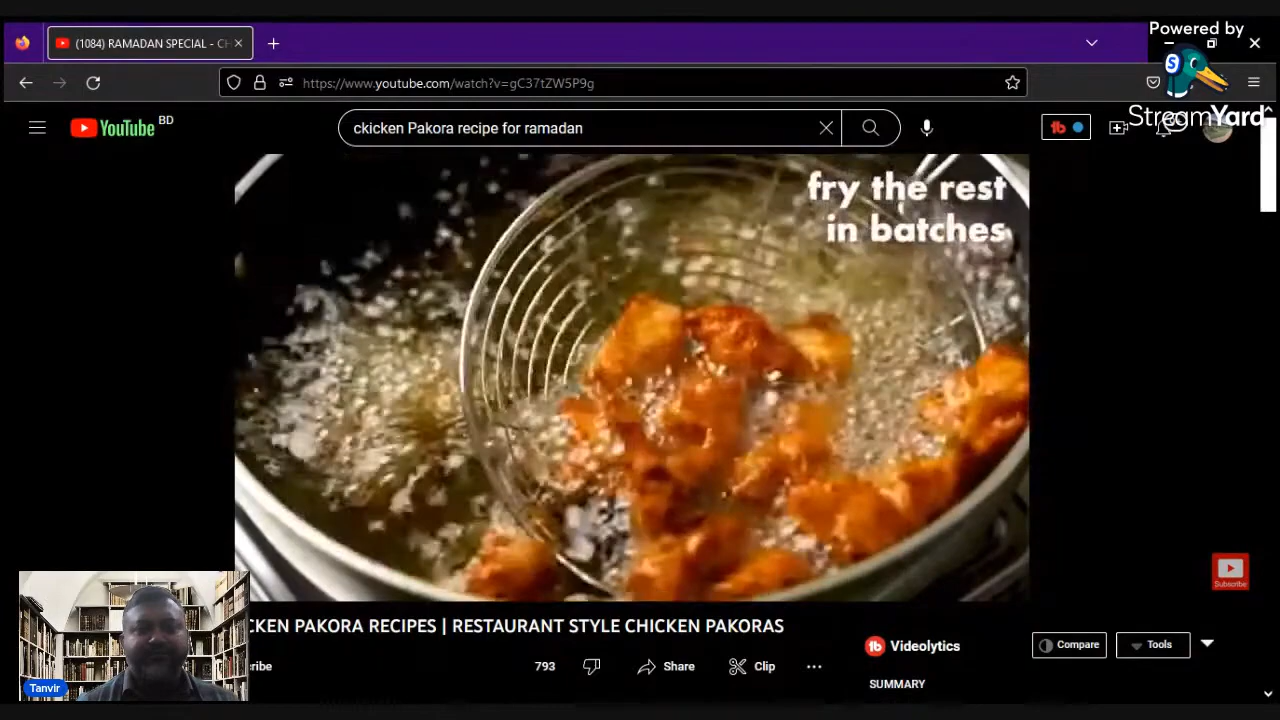 Powered by
StreamYard
(1084) RAMADAN SPECIAL - CH
https://www.youtube.com/watch?v=gC37tZW5P9g
YouTube BD
ckicken Pakora recipe for ramadan
fry the rest
in batches
Subscribe
CKEN PAKORA RECIPES | RESTAURANT STYLE CHICKEN PAKORAS
Videolytics
Compare
Tools
ribe
793
Share
Clip
SUMMARY
Tanvir